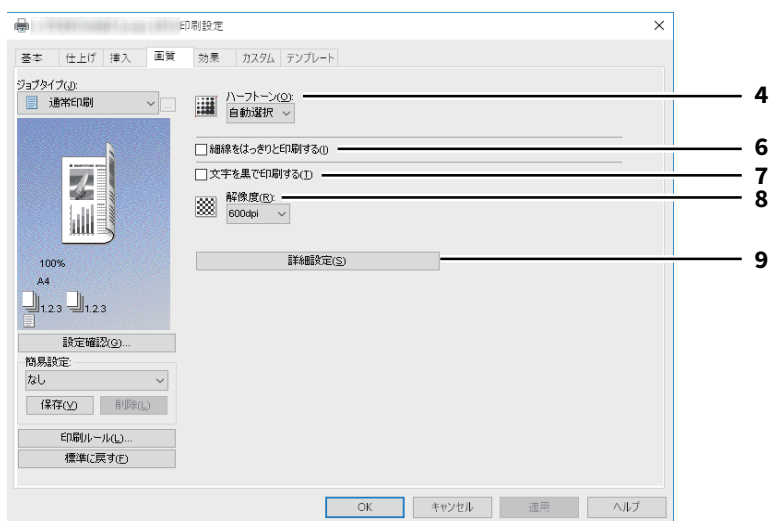 印刷設定
基本 仕上げ 挿入 画質 効果 カスタム テンプレート
ジョブタイプ(J):
通常印刷
...
ハーフトーン(O):
自動選択
4
細線をはっきりと印刷する(I)
6
文字を黒で印刷する(T)
7
解像度(R):
600dpi
8
詳細設定(S)
9
100%
A4
1.2.3 1.2.3
設定確認(Q)...
簡易設定:
なし
保存(V) 削除(L)
印刷ルール(L)...
標準に戻す(F)
OK キャンセル 適用 ヘルプ